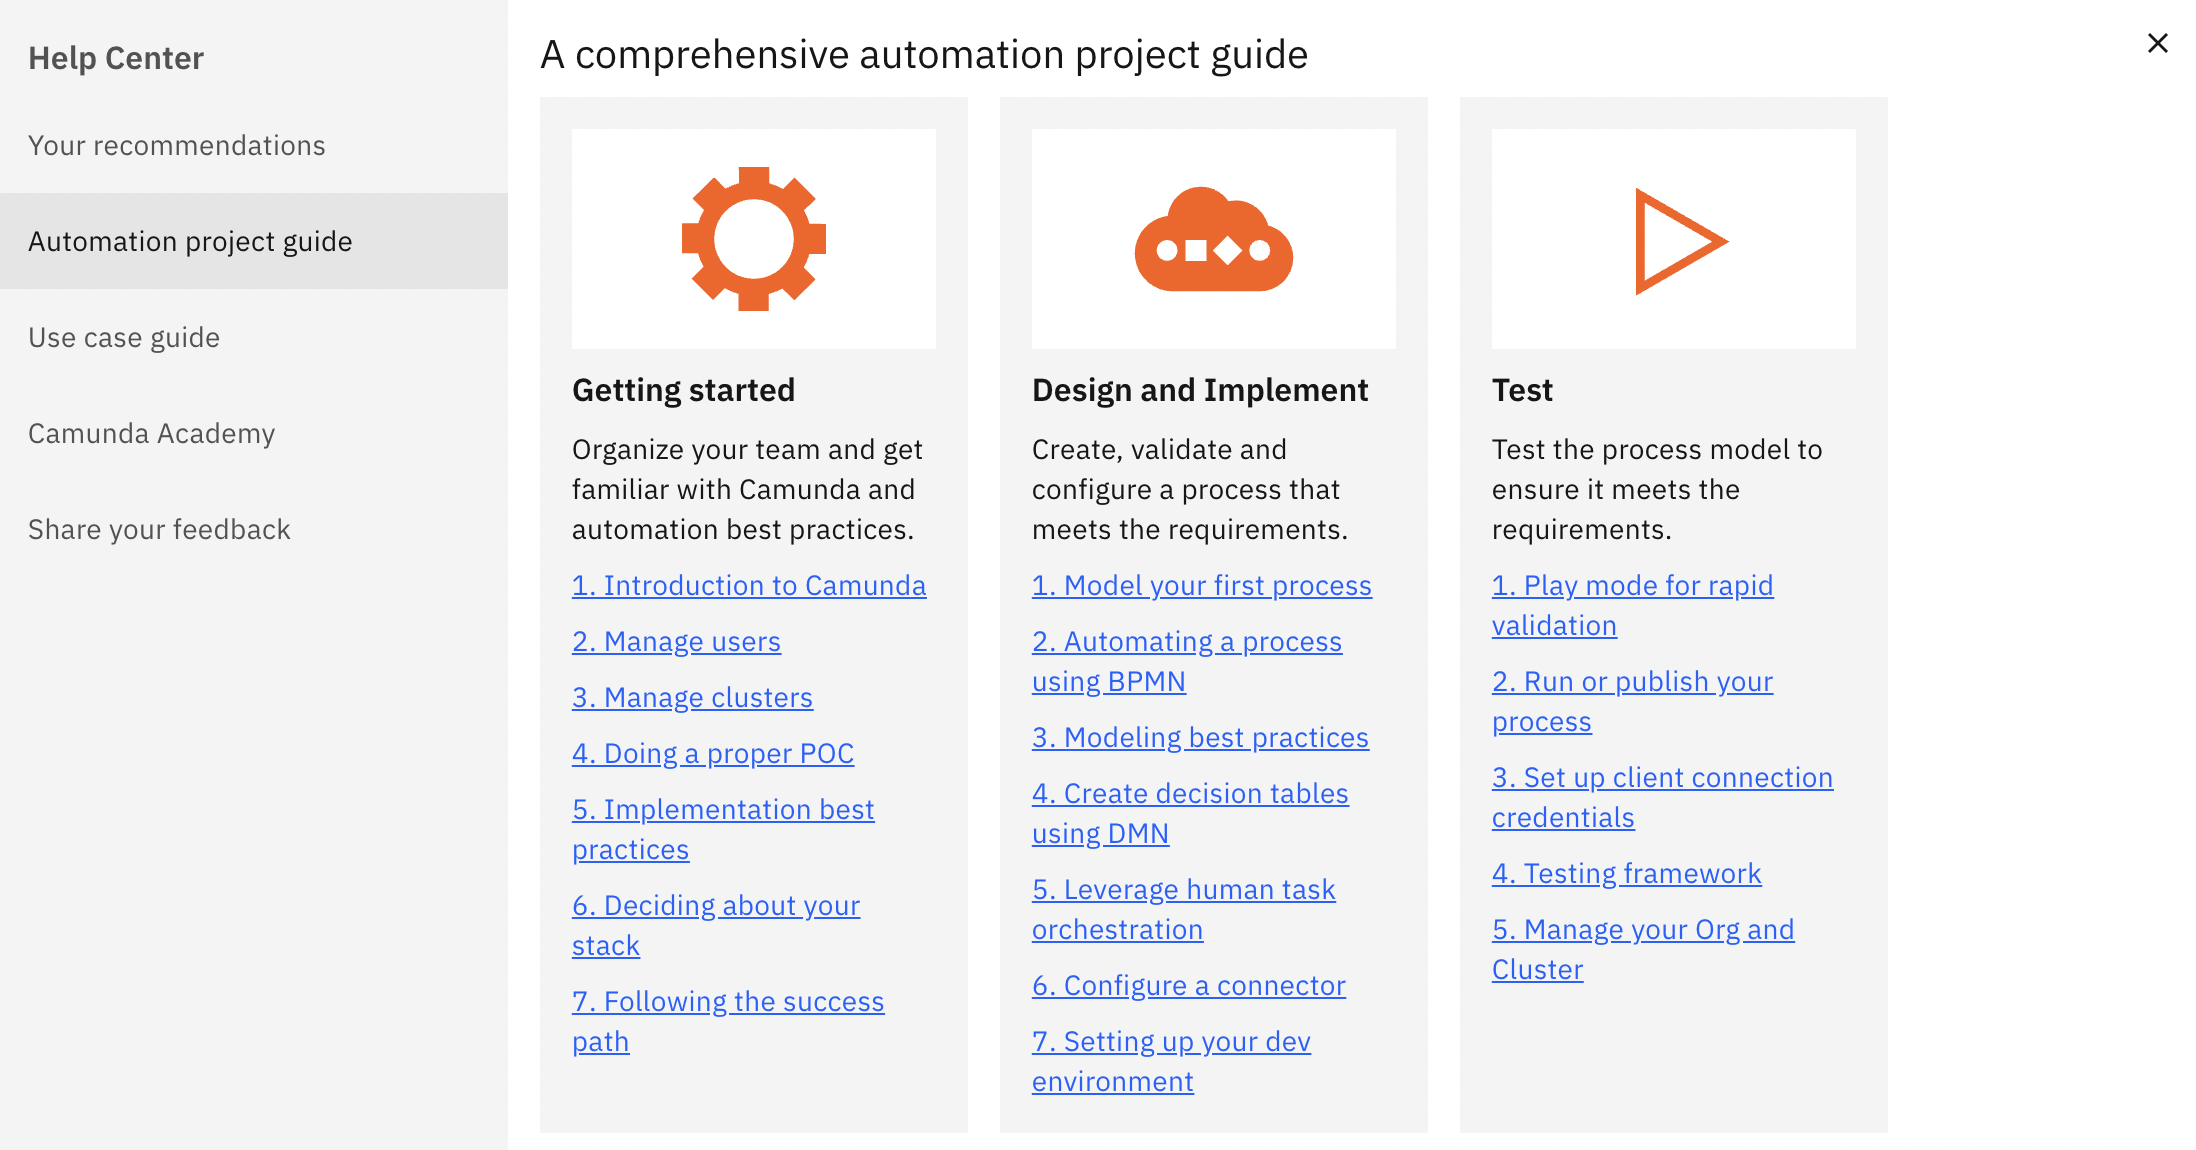 Help Center
Your recommendations
Automation project guide
Use case guide
Camunda Academy
Share your feedback
A comprehensive automation project guide
Getting started
Organize your team and get
familiar with Camunda and
automation best practices.
1. Introduction to Camunda
2. Manage users
3. Manage clusters
4. Doing a proper POC
5. Implementation best
practices
6. Deciding about your
stack
7. Following the success
path
Design and Implement
Create, validate and
configure a process that
meets the requirements.
1. Model your first process
2. Automating a process
using BPMN
3. Modeling best practices
4. Create decision tables
using DMN
5. Leverage human task
orchestration
6. Configure a connector
7. Setting up your dev
environment
Test
Test the process model to
ensure it meets the
requirements.
1. Play mode for rapid
validation
2. Run or publish your
process
3. Set up client connection
credentials
4. Testing framework
5. Manage your Org and
Cluster